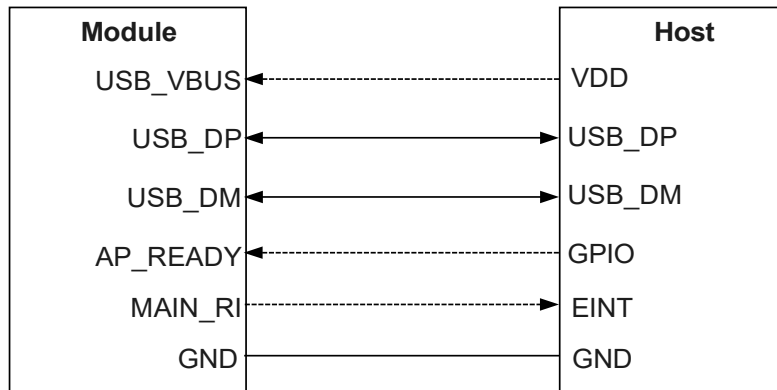 Module Host
USB_VBUS VDD
USB_DP USB_DP
USB_DM USB_DM
AP_READY GPIO
MAIN_RI EINT
GND GND